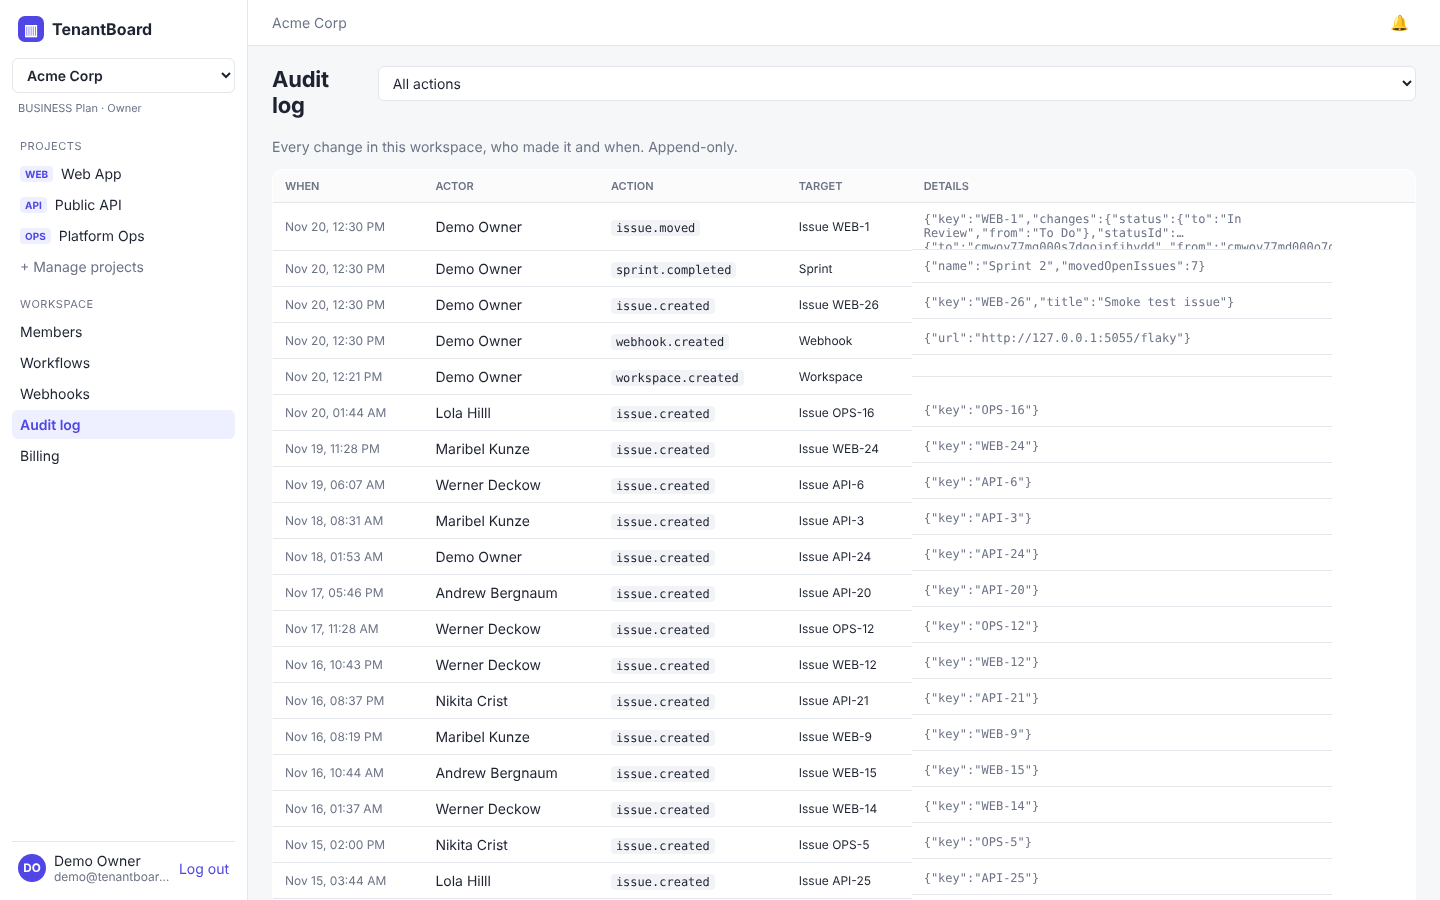 TenantBoard
Acme Corp
BUSINESS Plan · Owner
PROJECTS
WEB Web App
API Public API
OPS Platform Ops
+ Manage projects
WORKSPACE
Members
Workflows
Webhooks
Audit log
Billing
DO Demo Owner
demo@tenantboar…
Log out
Acme Corp
Audit
log
All actions
Every change in this workspace, who made it and when. Append-only.
WHEN ACTOR ACTION TARGET DETAILS
Nov 20, 12:30 PM Demo Owner issue.moved Issue WEB-1 {"key":"WEB-1","changes":{"status":{"to":"In
Review","from":"To Do"},"statusId":…
Nov 20, 12:30 PM Demo Owner sprint.completed Sprint {"name":"Sprint 2","movedOpenIssues":7}
Nov 20, 12:30 PM Demo Owner issue.created Issue WEB-26 {"key":"WEB-26","title":"Smoke test issue"}
Nov 20, 12:30 PM Demo Owner webhook.created Webhook {"url":"http://127.0.0.1:5055/flaky"}
Nov 20, 12:21 PM Demo Owner workspace.created Workspace
Nov 20, 01:44 AM Lola Hilll issue.created Issue OPS-16 {"key":"OPS-16"}
Nov 19, 11:28 PM Maribel Kunze issue.created Issue WEB-24 {"key":"WEB-24"}
Nov 19, 06:07 AM Werner Deckow issue.created Issue API-6 {"key":"API-6"}
Nov 18, 08:31 AM Maribel Kunze issue.created Issue API-3 {"key":"API-3"}
Nov 18, 01:53 AM Demo Owner issue.created Issue API-24 {"key":"API-24"}
Nov 17, 05:46 PM Andrew Bergnaum issue.created Issue API-20 {"key":"API-20"}
Nov 17, 11:28 AM Werner Deckow issue.created Issue OPS-12 {"key":"OPS-12"}
Nov 16, 10:43 PM Werner Deckow issue.created Issue WEB-12 {"key":"WEB-12"}
Nov 16, 08:37 PM Nikita Crist issue.created Issue API-21 {"key":"API-21"}
Nov 16, 08:19 PM Maribel Kunze issue.created Issue WEB-9 {"key":"WEB-9"}
Nov 16, 10:44 AM Andrew Bergnaum issue.created Issue WEB-15 {"key":"WEB-15"}
Nov 16, 01:37 AM Werner Deckow issue.created Issue WEB-14 {"key":"WEB-14"}
Nov 15, 02:00 PM Nikita Crist issue.created Issue OPS-5 {"key":"OPS-5"}
Nov 15, 03:44 AM Lola Hilll issue.created Issue API-25 {"key":"API-25"}